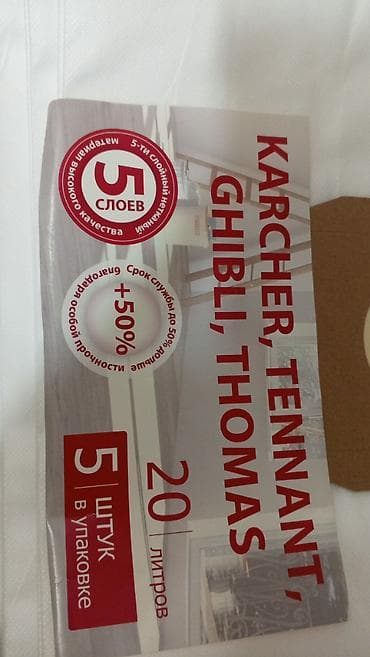 KARCHER, TENNANT,
GHIBLI, THOMAS
5-ти слойный нетканый
материал высокого качества
5
СЛОЕВ
Срок службы до 50% дольше
благодаря особой прочности
+50%
20 литров
5 штук
в упаковке